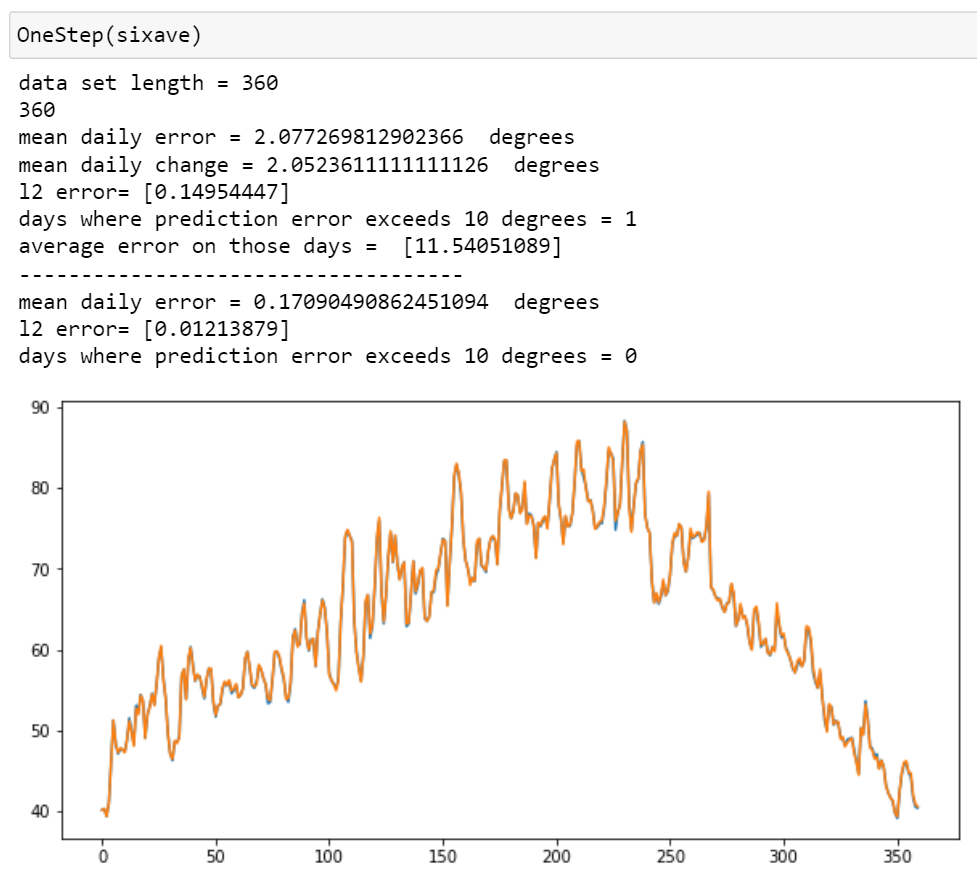 OneStep(sixave)
data set length = 360
360
mean daily error = 2.077269812902366  degrees
mean daily change = 2.0523611111111126  degrees
l2 error= [0.14954447]
days where prediction error exceeds 10 degrees = 1
average error on those days =  [11.54051089]
------------------------------------
mean daily error = 0.17090490862451094  degrees
l2 error= [0.01213879]
days where prediction error exceeds 10 degrees = 0
90
80
70
60
50
40
0 50 100 150 200 250 300 350